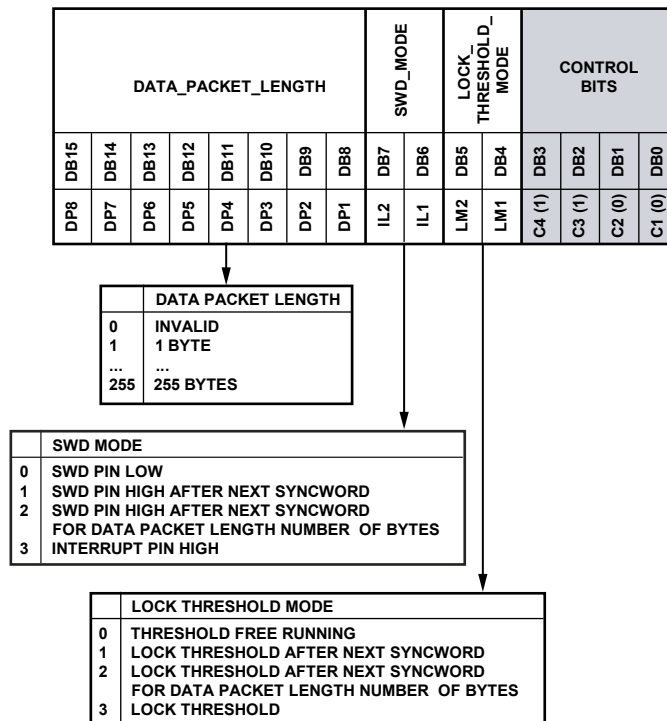 DATA_PACKET_LENGTH
SWD_MODE
LOCK_
THRESHOLD_
MODE
CONTROL
BITS
DB15 DB14 DB13 DB12 DB11 DB10 DB9 DB8 DB7 DB6 DB5 DB4 DB3 DB2 DB1 DB0
DP8 DP7 DP6 DP5 DP4 DP3 DP2 DP1 IL2 IL1 LM2 LM1 C4 (1) C3 (1) C2 (0) C1 (0)
DATA PACKET LENGTH
0 INVALID
1 1 BYTE
... ...
255 255 BYTES
SWD MODE
0 SWD PIN LOW
1 SWD PIN HIGH AFTER NEXT SYNCWORD
2 SWD PIN HIGH AFTER NEXT SYNCWORD
FOR DATA PACKET LENGTH NUMBER OF BYTES
3 INTERRUPT PIN HIGH
LOCK THRESHOLD MODE
0 THRESHOLD FREE RUNNING
1 LOCK THRESHOLD AFTER NEXT SYNCWORD
2 LOCK THRESHOLD AFTER NEXT SYNCWORD
FOR DATA PACKET LENGTH NUMBER OF BYTES
3 LOCK THRESHOLD